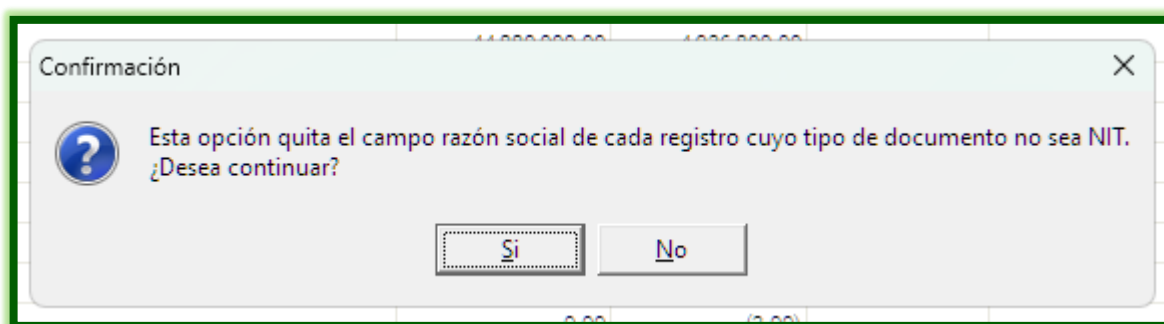 Confirmación
Esta opción quita el campo razón social de cada registro cuyo tipo de documento no sea NIT.
¿Desea continuar?
Si
No